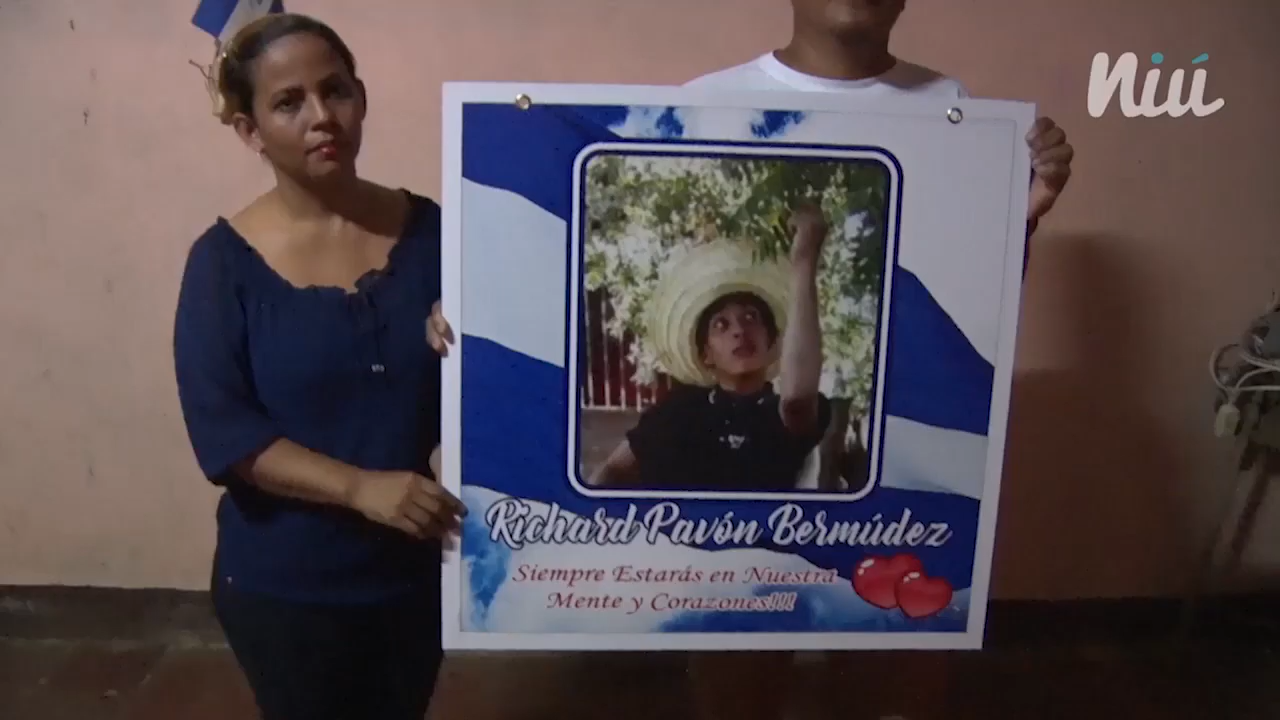 niú
Richard Pavón Bermúdez
Siempre Estarás en Nuestra
Mente y Corazones!!!